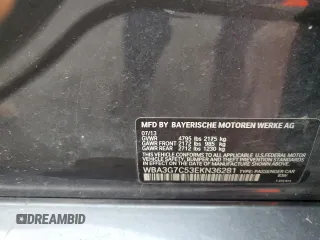 MFD BY BAYERISCHE MOTOREN WERKE AG
07/13
GVWR 4795 lbs 2175 kg
GAWR FRONT 2172 lbs 985 kg
GAWR REAR 2712 lbs 1230 kg
THIS VEHICLE CONFORMS TO ALL APPLICABLE U.S. FEDERAL MOTOR
VEHICLE SAFETY, BUMPER, AND THEFT PREVENTION STANDARDS
IN EFFECT ON THE DATE OF MANUFACTURE SHOWN ABOVE.
WBA3G7C53EKN36281 TYPE: PASSENGER CAR
© DREAMBID
DREAMBID.COM